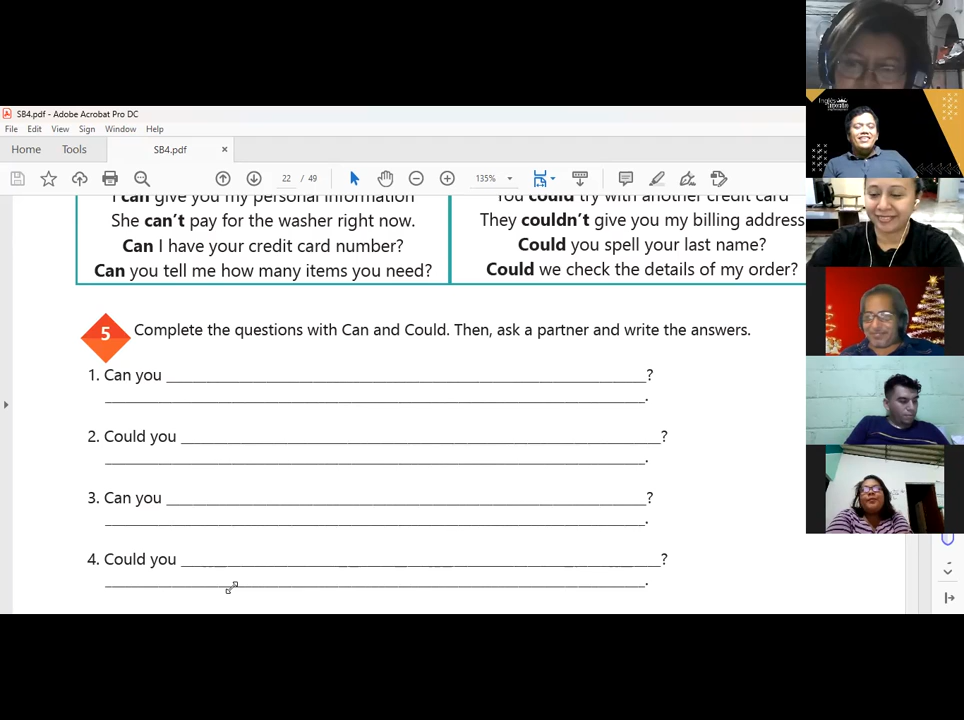 SB4.pdf - Adobe Acrobat Pro DC
File Edit View Sign Window Help
Home Tools SB4.pdf ×
22 / 49 135%
I can give you my personal information
She can't pay for the washer right now.
Can I have your credit card number?
Can you tell me how many items you need?
You could try with another credit card
They couldn't give you my billing address
Could you spell your last name?
Could we check the details of my order?
5 Complete the questions with Can and Could. Then, ask a partner and write the answers.
1. Can you ?
.
2. Could you ?
.
3. Can you ?
.
4. Could you ?
.
Inglés